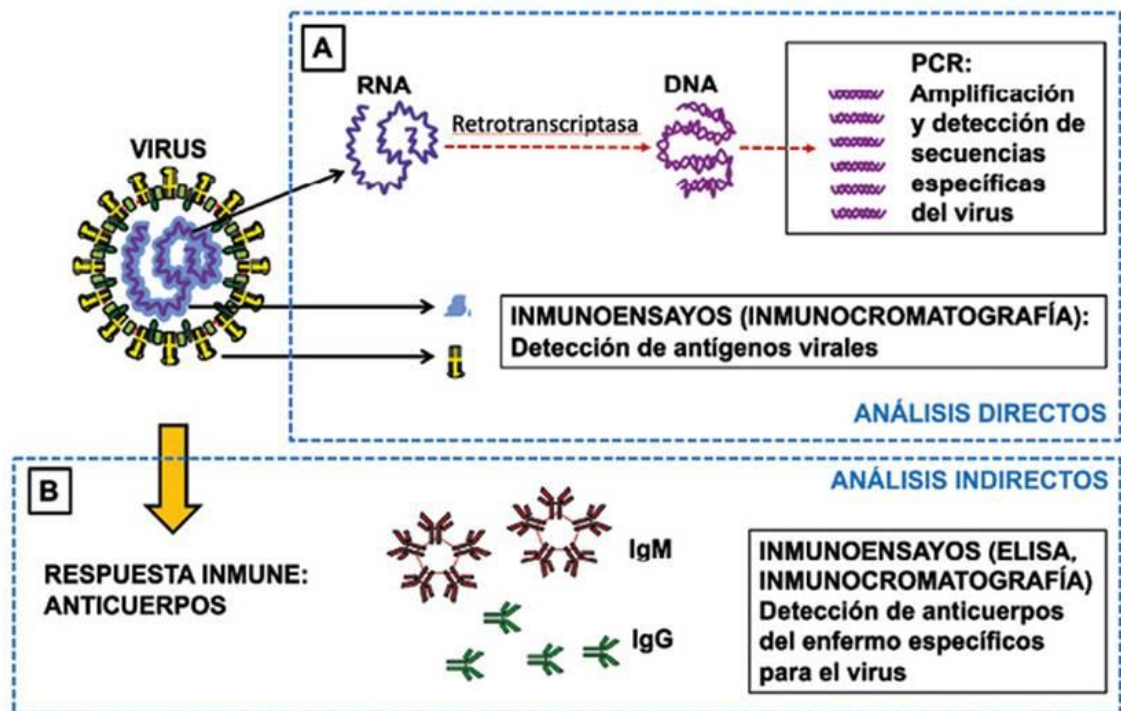 A
RNA
Retrotranscriptasa
DNA
PCR:
Amplificación
y detección de
secuencias
específicas
del virus
VIRUS
INMUNOENSAYOS (INMUNOCROMATOGRAFÍA):
Detección de antígenos virales
ANÁLISIS DIRECTOS
B
ANÁLISIS INDIRECTOS
RESPUESTA INMUNE:
ANTICUERPOS
IgM
IgG
INMUNOENSAYOS (ELISA,
INMUNOCROMATOGRAFÍA)
Detección de anticuerpos
del enfermo específicos
para el virus